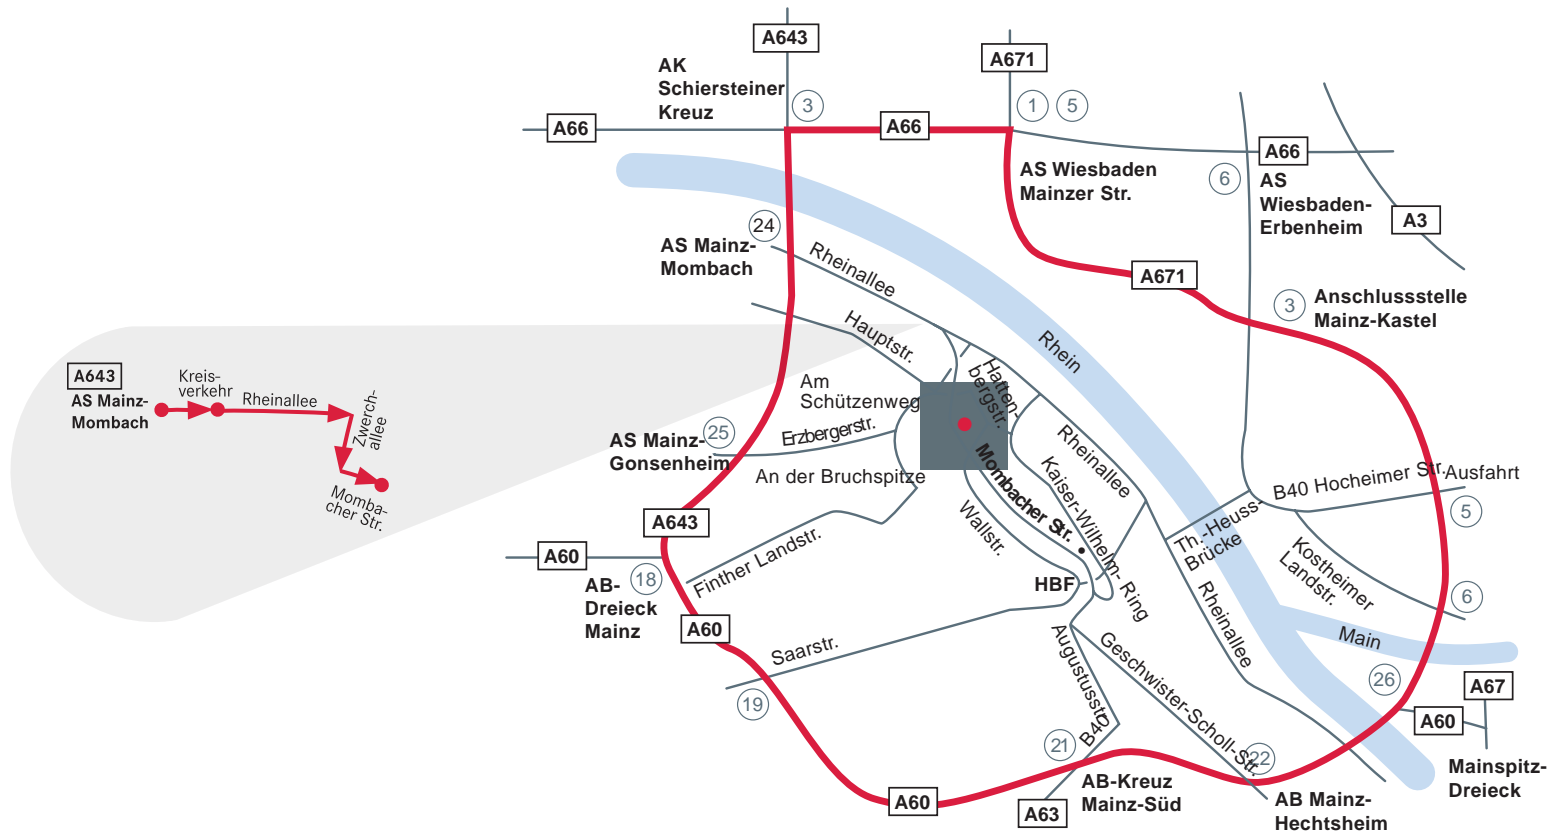 A643
A671
AK
Schiersteiner
Kreuz
3
1
5
A66
A66
A66
AS Wiesbaden
Mainzer Str.
6
AS
Wiesbaden-
Erbenheim
A3
24
AS Mainz-
Mombach
Rheinallee
A671
3
Anschlussstelle
Mainz-Kastel
Hauptstr.
Rhein
A643
AS Mainz-
Mombach
Kreis-
verkehr
Rheinallee
Zwerch-
allee
Momba-
cher Str.
Am
Schützenweg
Hatten-
bergstr.
25
AS Mainz-
Gonsenheim
Erzbergerstr.
An der Bruchspitze
Mombacher Str.
Kaiser-Wilhelm-Ring
Rheinallee
B40 Hocheimer Str.
Ausfahrt
5
A643
Wallstr.
Th.-Heuss-
Brücke
Kostheimer
Landstr.
A60
18
AB-
Dreieck
Mainz
Finther Landstr.
HBF
Rheinallee
6
A60
Saarstr.
Main
Augustusstr.
B40
Geschwister-Scholl-Str.
19
26
A67
A60
21
22
Mainspitz-
Dreieck
A60
A63
AB-Kreuz
Mainz-Süd
AB Mainz-
Hechtsheim